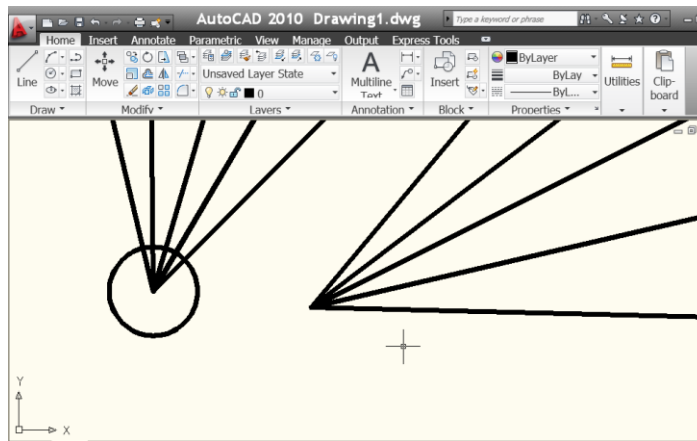 AutoCAD 2010 Drawing1.dwg
Type a keyword or phrase
Home Insert Annotate Parametric View Manage Output Express Tools
Line
Move
Unsaved Layer State
0
A
Multiline
Text
Insert
ByLayer
ByLay
ByL...
Utilities
Clip-
board
Draw Modify Layers Annotation Block Properties
Y
X